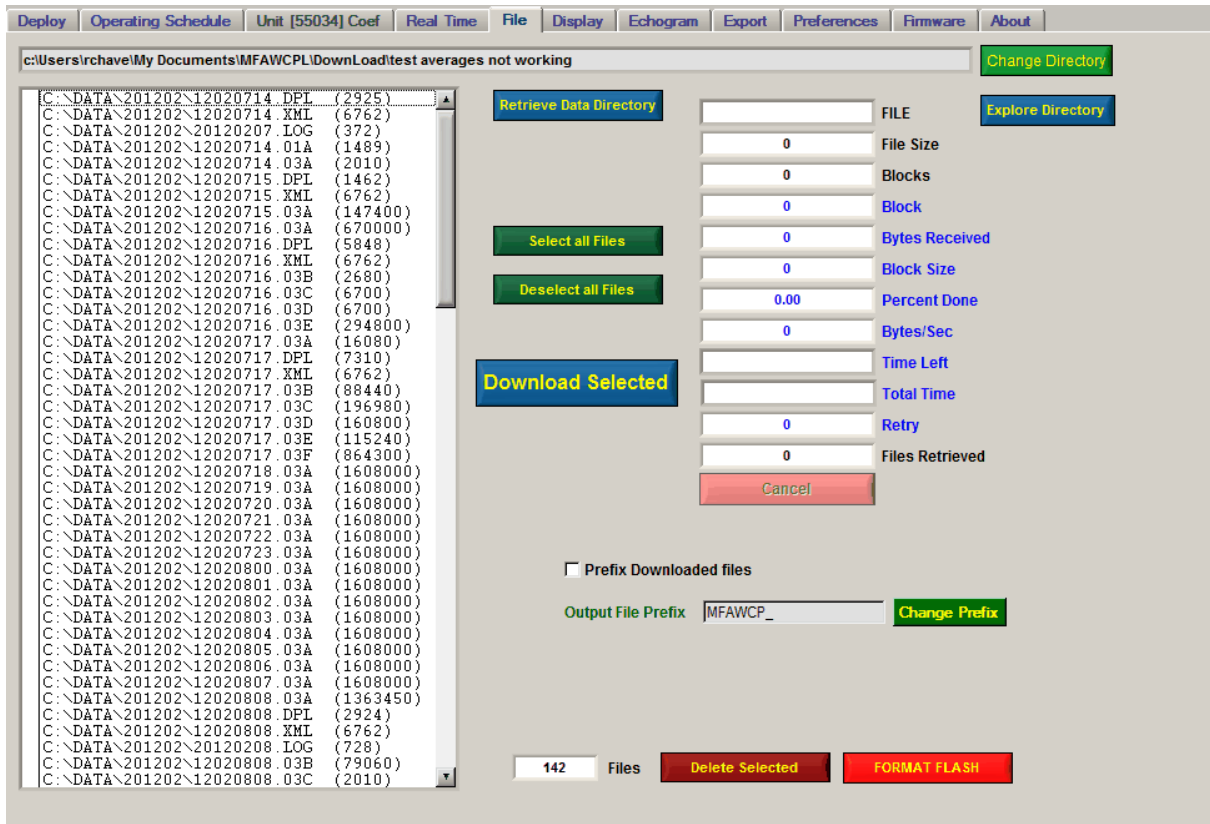 Deploy Operating Schedule Unit [55034] Coef Real Time File Display Echogram Export Preferences Firmware About
c:\Users\rchave\My Documents\MFAWCPL\DownLoad\test averages not working
Change Directory
C:\DATA\201202\12020714.DPL (2925)
C:\DATA\201202\12020714.XML (6762)
C:\DATA\201202\20120207.LOG (372)
C:\DATA\201202\12020714.01A (1489)
C:\DATA\201202\12020714.03A (2010)
C:\DATA\201202\12020715.DPL (1462)
C:\DATA\201202\12020715.XML (6762)
C:\DATA\201202\12020715.03A (147400)
C:\DATA\201202\12020716.03A (670000)
C:\DATA\201202\12020716.DPL (5848)
C:\DATA\201202\12020716.XML (6762)
C:\DATA\201202\12020716.03B (2680)
C:\DATA\201202\12020716.03C (6700)
C:\DATA\201202\12020716.03D (6700)
C:\DATA\201202\12020716.03E (294800)
C:\DATA\201202\12020717.03A (16080)
C:\DATA\201202\12020717.DPL (7310)
C:\DATA\201202\12020717.XML (6762)
C:\DATA\201202\12020717.03B (88440)
C:\DATA\201202\12020717.03C (196980)
C:\DATA\201202\12020717.03D (160800)
C:\DATA\201202\12020717.03E (115240)
C:\DATA\201202\12020717.03F (864300)
C:\DATA\201202\12020718.03A (1608000)
C:\DATA\201202\12020719.03A (1608000)
C:\DATA\201202\12020720.03A (1608000)
C:\DATA\201202\12020721.03A (1608000)
C:\DATA\201202\12020722.03A (1608000)
C:\DATA\201202\12020723.03A (1608000)
C:\DATA\201202\12020800.03A (1608000)
C:\DATA\201202\12020801.03A (1608000)
C:\DATA\201202\12020802.03A (1608000)
C:\DATA\201202\12020803.03A (1608000)
C:\DATA\201202\12020804.03A (1608000)
C:\DATA\201202\12020805.03A (1608000)
C:\DATA\201202\12020806.03A (1608000)
C:\DATA\201202\12020807.03A (1608000)
C:\DATA\201202\12020808.03A (1363450)
C:\DATA\201202\12020808.DPL (2924)
C:\DATA\201202\12020808.XML (6762)
C:\DATA\201202\20120208.LOG (728)
C:\DATA\201202\12020808.03B (79060)
C:\DATA\201202\12020808.03C (2010)
Retrieve Data Directory
Select all Files
Deselect all Files
Download Selected
FILE
Explore Directory
0 File Size
0 Blocks
0 Block
0 Bytes Received
0 Block Size
0.00 Percent Done
0 Bytes/Sec
Time Left
Total Time
0 Retry
0 Files Retrieved
Cancel
Prefix Downloaded files
Output File Prefix MFAWCP_ Change Prefix
142 Files Delete Selected FORMAT FLASH